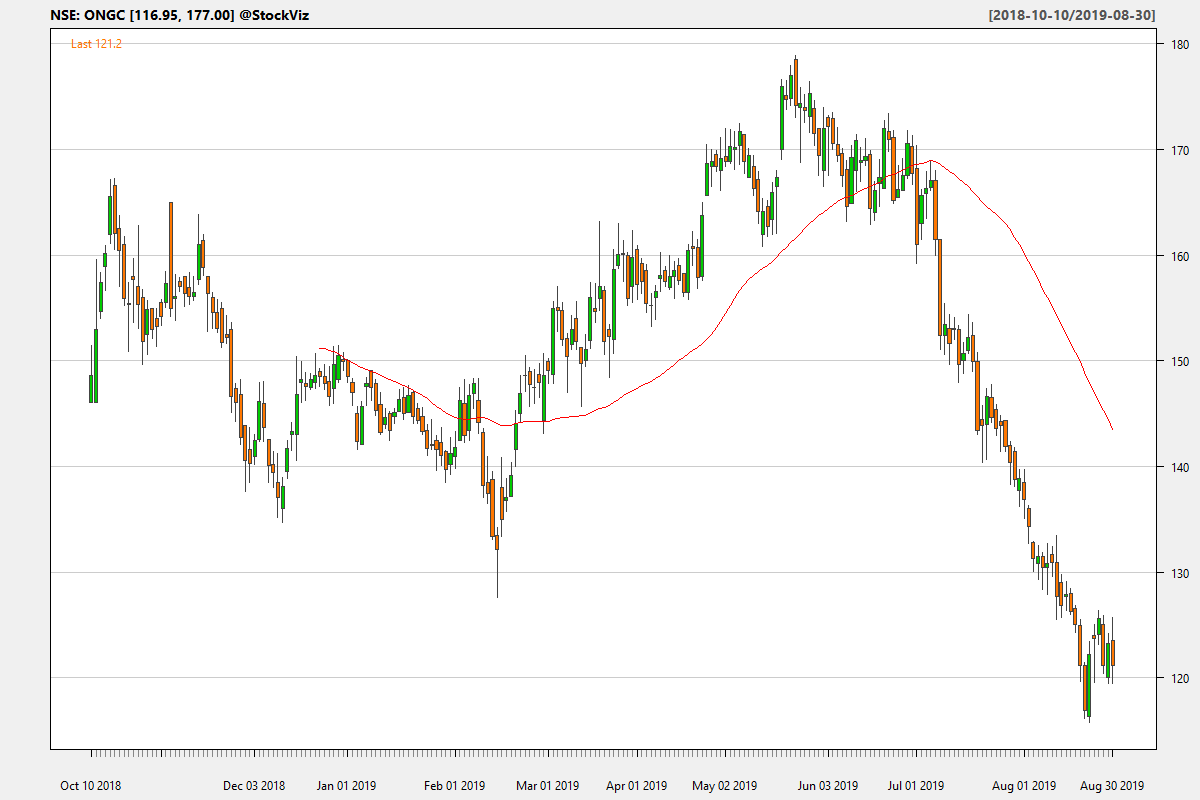 NSE: ONGC [116.95, 177.00] @StockViz [2018-10-10/2019-08-30]
Last 121.2
180
170
160
150
140
130
120
Oct 10 2018 Dec 03 2018 Jan 01 2019 Feb 01 2019 Mar 01 2019 Apr 01 2019 May 02 2019 Jun 03 2019 Jul 01 2019 Aug 01 2019 Aug 30 2019